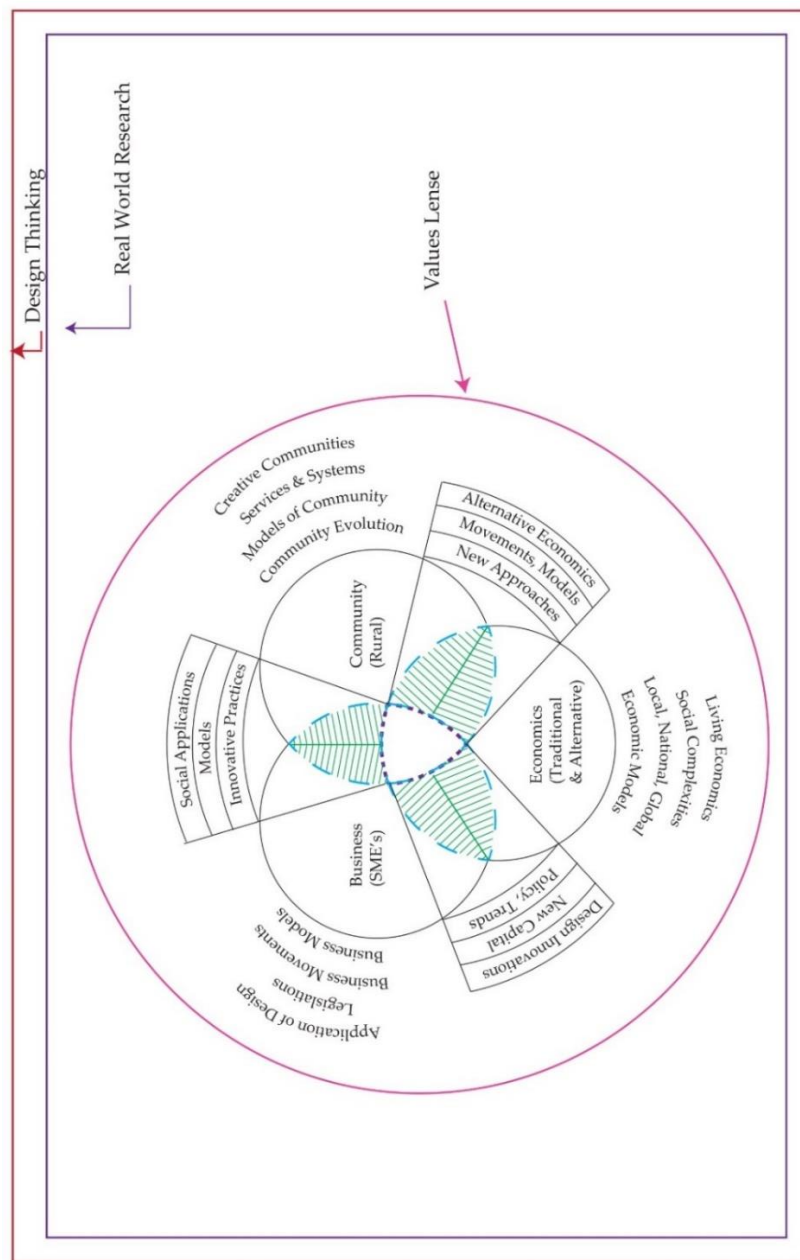 Design Thinking
Real World Research
Values Lense
Social Applications
Models
Innovative Practices
Business
(SME's)
Community
(Rural)
Economics
(Traditional
& Alternative)
Creative Communities
Services & Systems
Models of Community
Community Evolution
Alternative Economics
Movements, Models
New Approaches
Living Economics
Social Complexities
Local, National, Global
Economic Models
Policy, Trends
New Capital
Design Innovations
Business Models
Business Movements
Legislations
Application of Design